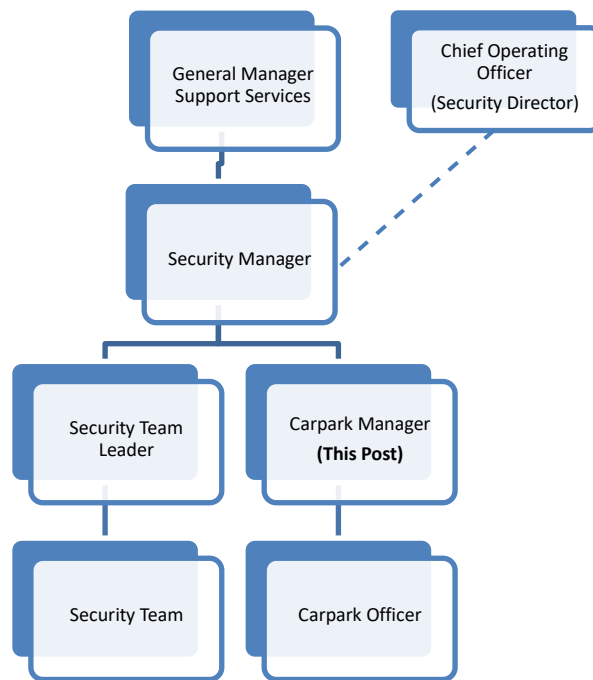 General Manager
Support Services
Chief Operating
Officer
(Security Director)
Security Manager
Security Team
Leader
Carpark Manager
(This Post)
Security Team
Carpark Officer